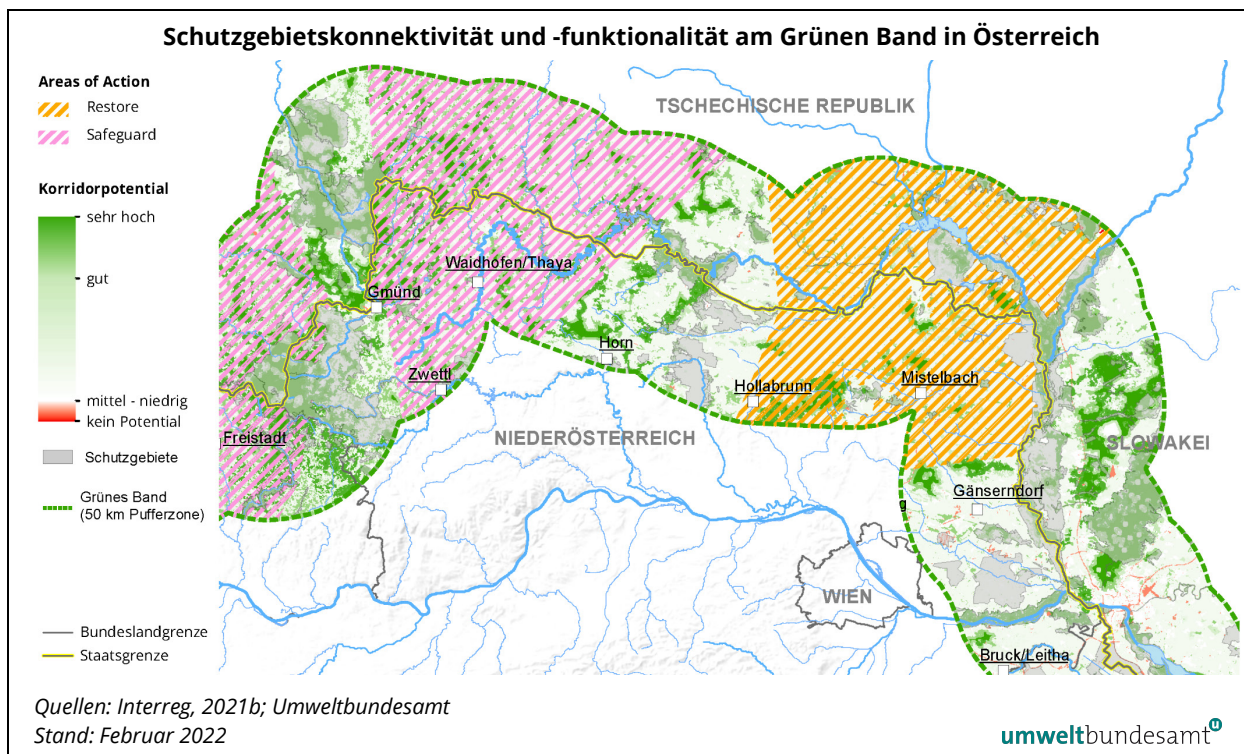 Schutzgebietskonnektivität und -funktionalität am Grünen Band in Österreich
Areas of Action
Restore
Safeguard
Korridorpotential
sehr hoch
gut
mittel - niedrig
kein Potential
Schutzgebiete
Grünes Band
(50 km Pufferzone)
Bundeslandgrenze
Staatsgrenze
TSCHECHISCHE REPUBLIK
Waidhofen/Thaya
Gmünd
Horn
Zwettl
Hollabrunn
Mistelbach
Freistadt
NIEDERÖSTERREICH
SLOWAKEI
Gänserndorf
g
WIEN
Bruck/Leitha
Quellen: Interreg, 2021b; Umweltbundesamt
Stand: Februar 2022
umweltbundesamt u